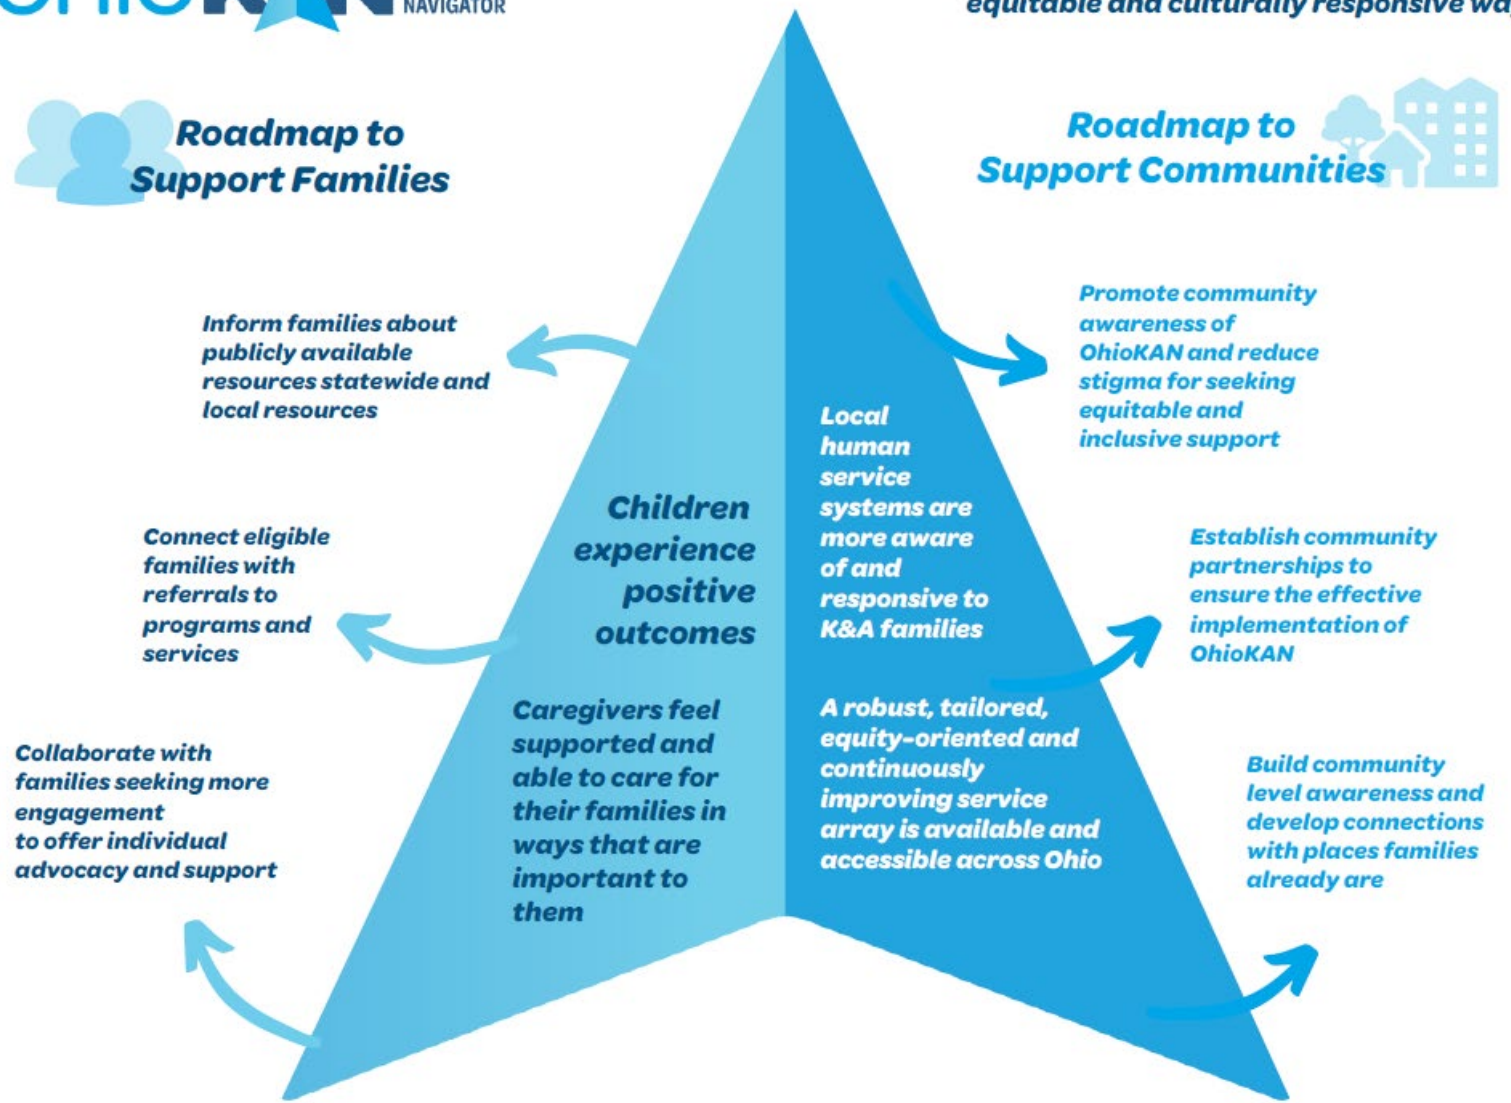 OhioKAN
NAVIGATOR
equitable and culturally responsive
Roadmap to
Support Families
Inform families about
publicly available
resources statewide and
local resources
Connect eligible
families with
referrals to
programs and
services
Collaborate with
families seeking more
engagement
to offer individual
advocacy and support
Children
experience
positive
outcomes
Caregivers feel
supported and
able to care for
their families in
ways that are
important to
them
Local
human
service
systems are
more aware
of and
responsive to
K&A families
A robust, tailored,
equity-oriented and
continuously
improving service
array is available and
accessible across Ohio
Roadmap to
Support Communities
Promote community
awareness of
OhioKAN and reduce
stigma for seeking
equitable and
inclusive support
Establish community
partnerships to
ensure the effective
implementation of
OhioKAN
Build community
level awareness and
develop connections
with places families
already are